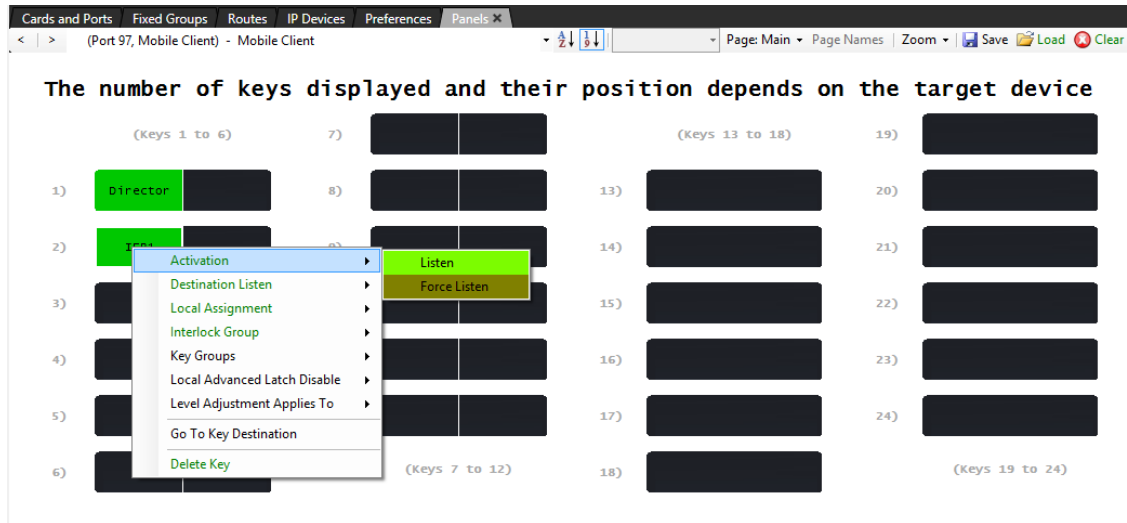 Cards and Ports Fixed Groups Routes IP Devices Preferences Panels ×
< | > (Port 97, Mobile Client) - Mobile Client Page: Main Page Names | Zoom | Save Load Clear
The number of keys displayed and their position depends on the target device
(Keys 1 to 6) 7) (Keys 13 to 18) 19)
1) Director 8) 13) 20)
2) 14) 21)
Activation Listen
Destination Listen Force Listen
3) Local Assignment 15) 22)
Interlock Group
4) Key Groups 16) 23)
Local Advanced Latch Disable
5) Level Adjustment Applies To 17) 24)
Go To Key Destination
6) Delete Key (Keys 7 to 12) 18) (Keys 19 to 24)